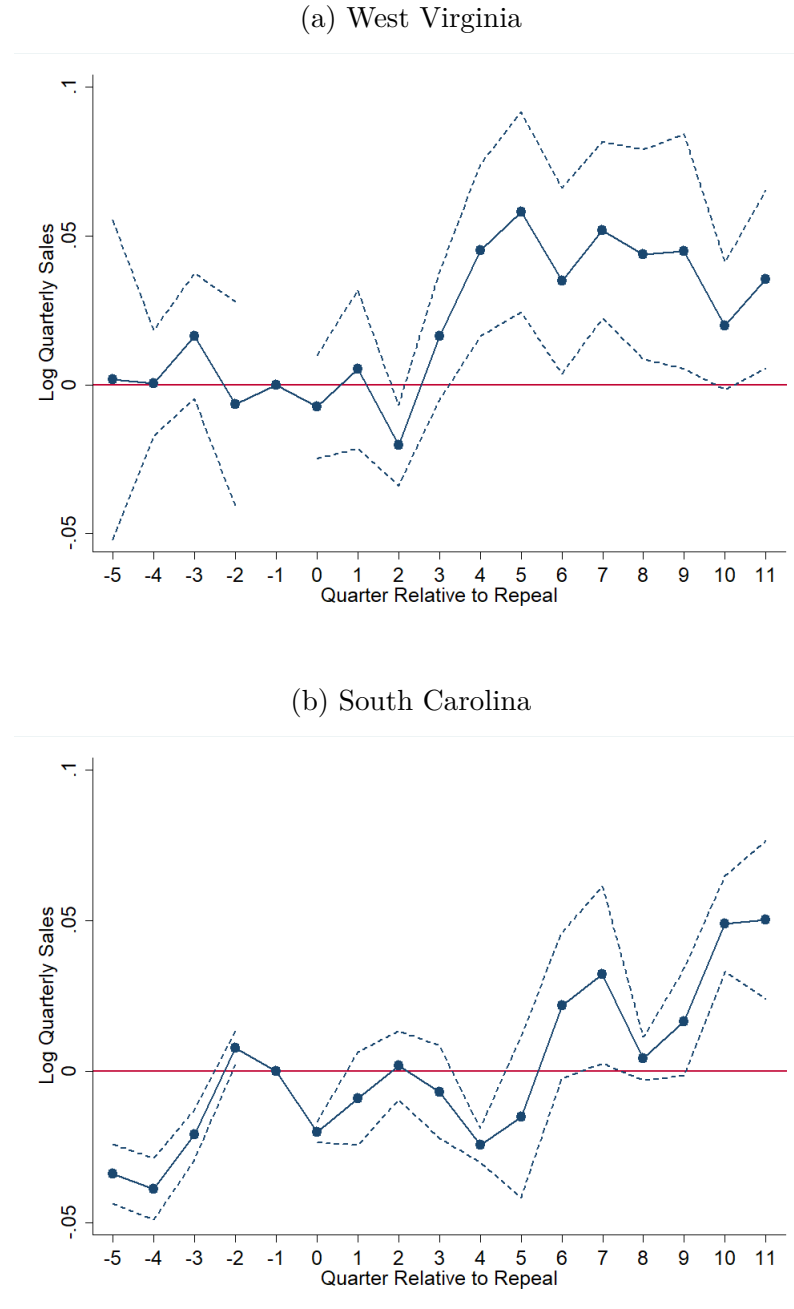 (a) West Virginia
Log Quarterly Sales
.1
.05
0
-.05
-5 -4 -3 -2 -1 0 1 2 3 4 5 6 7 8 9 10 11
Quarter Relative to Repeal
(b) South Carolina
Log Quarterly Sales
.1
.05
0
-.05
-5 -4 -3 -2 -1 0 1 2 3 4 5 6 7 8 9 10 11
Quarter Relative to Repeal